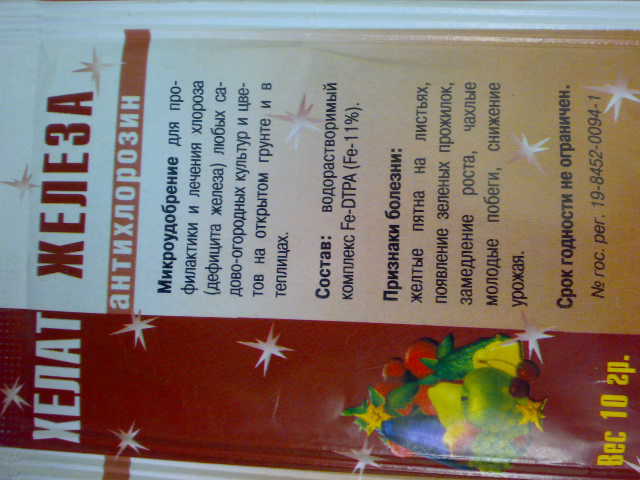 ХЕЛАТ ЖЕЛЕЗА
антихлорозин
Микроудобрение для про-
филактики и лечения хлороза
(дефицита железа) любых са-
дово-огородных культур и цве-
тов на открытом грунте и в
теплицах.
Состав: водорастворимый
комплекс Fe-DTPA (Fe-11%).
Признаки болезни:
желтые пятна на листьях,
появление зеленых прожилок,
замедление роста, чахлые
молодые побеги, снижение
урожая.
Срок годности не ограничен.
№ гос. рег. 19-8452-0094-1
Вес 10 гр.